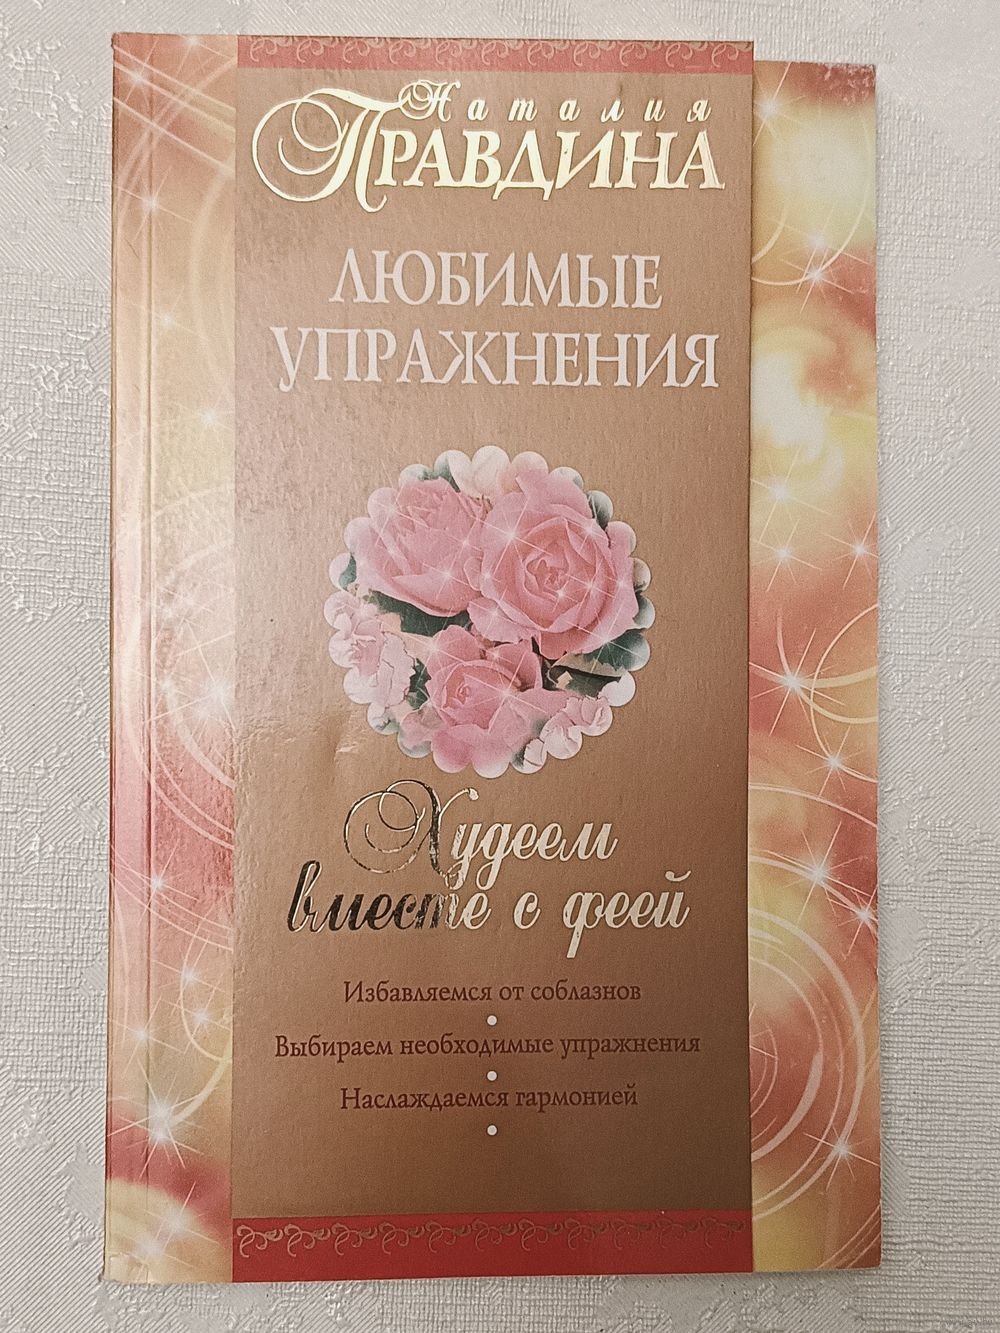 Наталия
ПРАВДИНА
ЛЮБИМЫЕ
УПРАЖНЕНИЯ
Худеем
вместе с феей
Избавляемся от соблазнов
•
Выбираем необходимые упражнения
•
Наслаждаемся гармонией
•